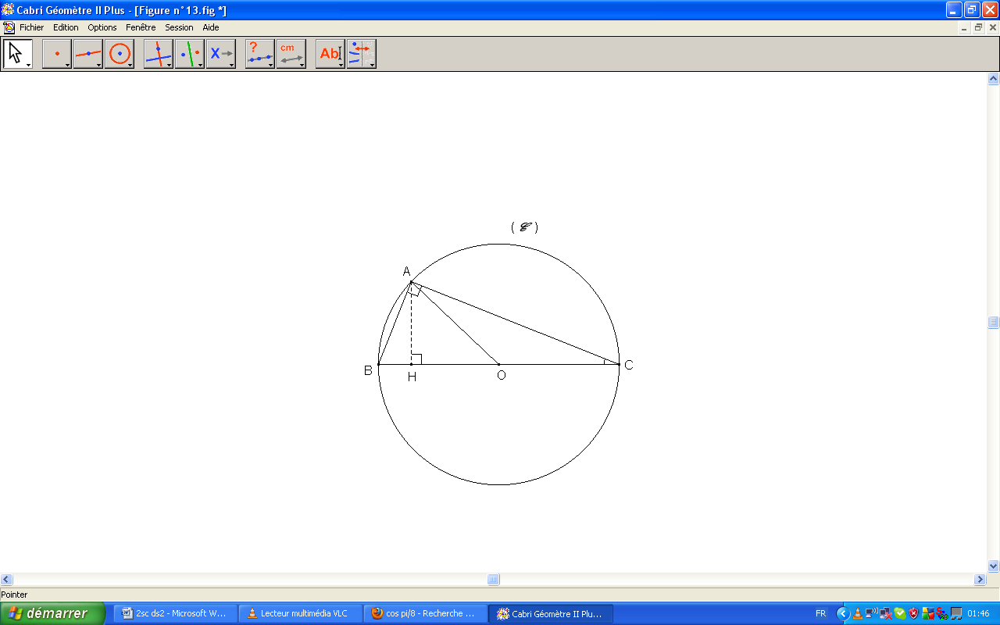 Cabri Géomètre II Plus - [Figure n°13.fig *]
Fichier Edition Options Fenêtre Session Aide
X ? cm Ab
( 𝒞 )
A
B H O C
Pointer
démarrer 2sc ds2 - Microsoft W... Lecteur multimédia VLC cos pi/8 - Recherche ... Cabri Géomètre II Plu... FR 01:46